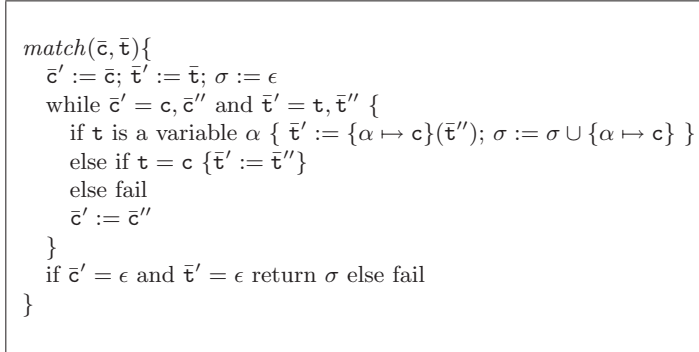 match(c̄, t̄){
c̄′ := c̄; t̄′ := t̄; σ := ϵ
while c̄′ = c, c̄″ and t̄′ = t, t̄″ {
if t is a variable α { t̄′ := {α ↦ c}(t̄″); σ := σ ∪ {α ↦ c} }
else if t = c {t̄′ := t̄″}
else fail
c̄′ := c̄″
}
if c̄′ = ϵ and t̄′ = ϵ return σ else fail
}